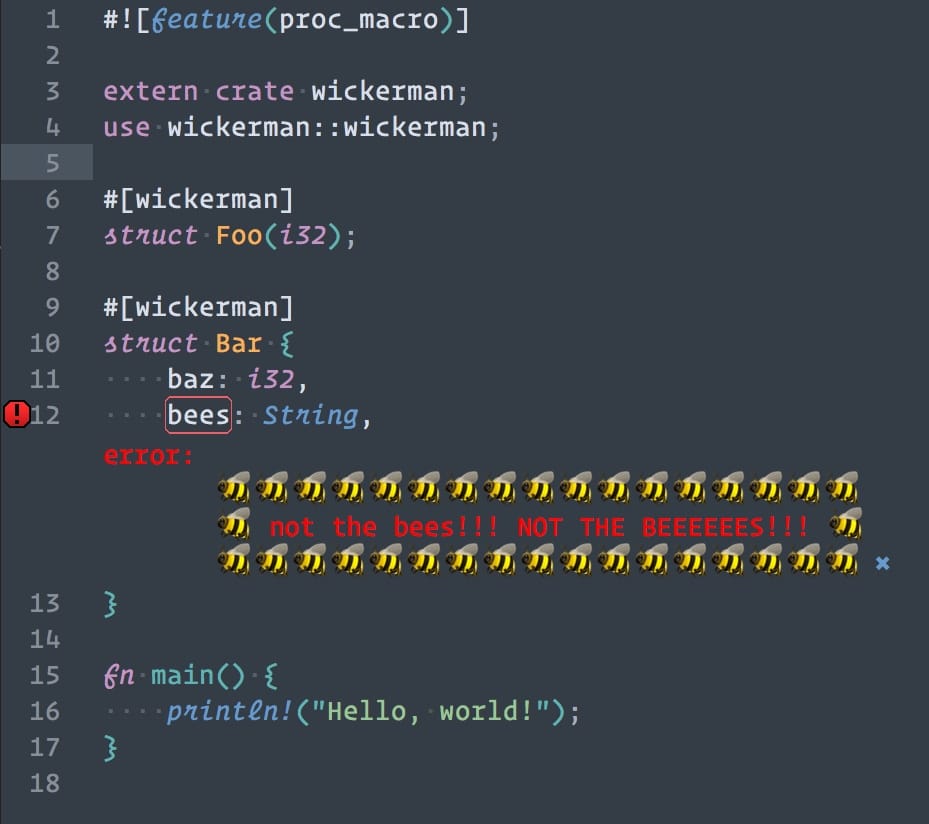 1 #![feature(proc_macro)]
2
3 extern crate wickerman;
4 use wickerman::wickerman;
5
6 #[wickerman]
7 struct Foo(i32);
8
9 #[wickerman]
10 struct Bar {
11 ····baz: i32,
12 ····bees: String,
error:
🐝🐝🐝🐝🐝🐝🐝🐝🐝🐝🐝🐝🐝🐝🐝🐝🐝
🐝 not the bees!!! NOT THE BEEEEEES!!! 🐝
🐝🐝🐝🐝🐝🐝🐝🐝🐝🐝🐝🐝🐝🐝🐝🐝🐝 ✖
13 }
14
15 fn main() {
16 ····println!("Hello, world!");
17 }
18